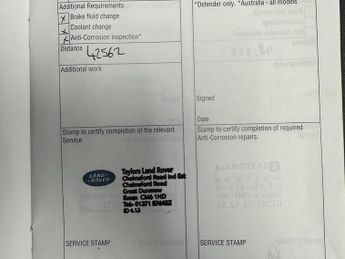 Additional Requirements
X Brake fluid change
X Coolant change
X Anti-Corrosion Inspection*
Distance 42562
Additional work
Stamp to certify completion of the relevant
Service
LAND
ROVER
Taylors Land Rover
Chelmsford Road Ind Est
Chelmsford Road
Great Dunmow
Essex CM6 1HD
SERVICE STAMP
*Defender only. *Australia - all models
Signed
Date
Stamp to certify completion of required
Anti-Corrosion repairs.
SERVICE STAMP